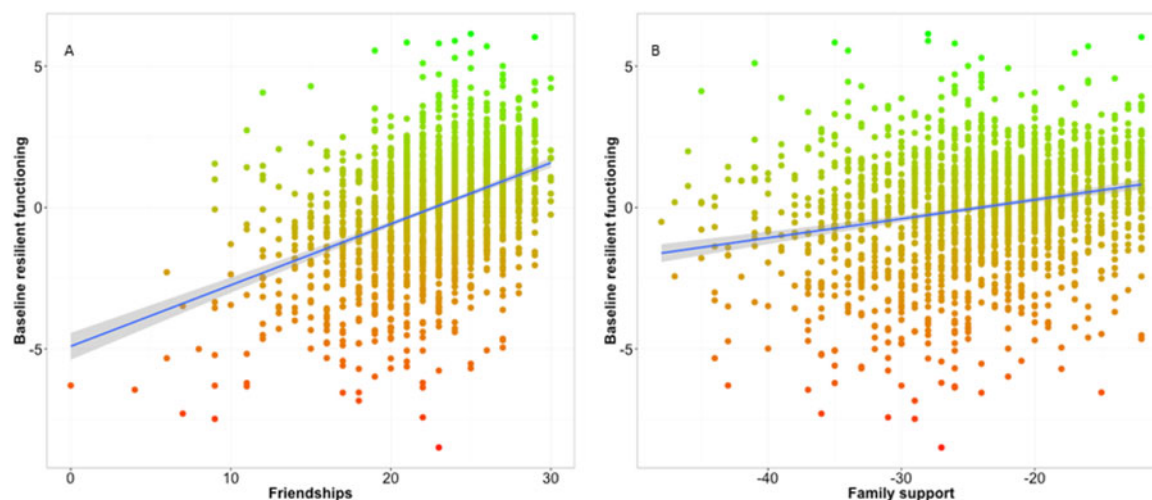 A
B
5
5
Baseline resilient functioning
Baseline resilient functioning
0
0
-5
-5
0
10
20
30
-40
-30
-20
Friendships
Family support